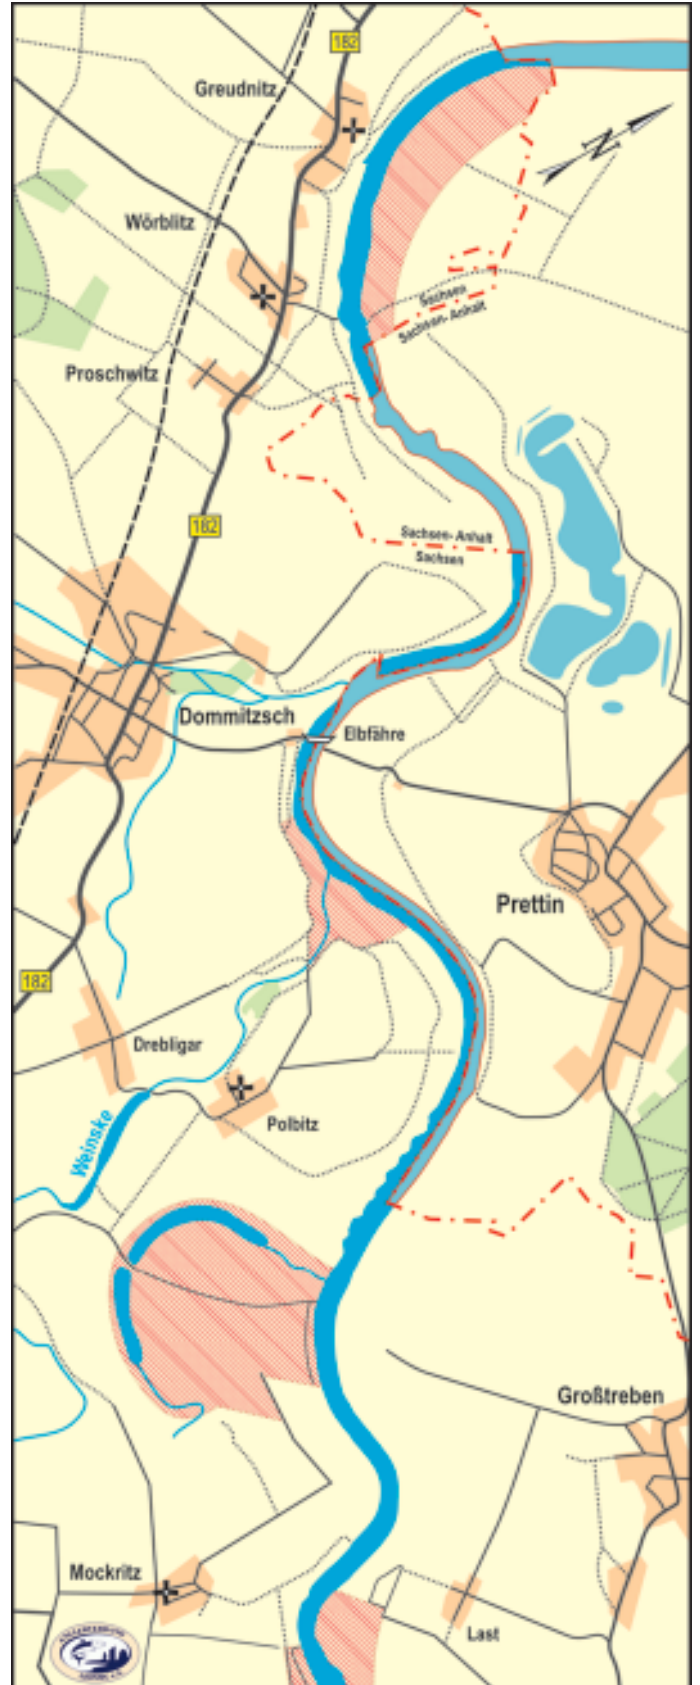 182
Greudnitz
N
Wörblitz
Sachsen
Sachsen- Anhalt
Proschwitz
182
Sachsen- Anhalt
Sachsen
Dommitzsch
Elbfähre
Prettin
182
Drebligar
Polbitz
Weinske
Großtreben
Mockritz
Last